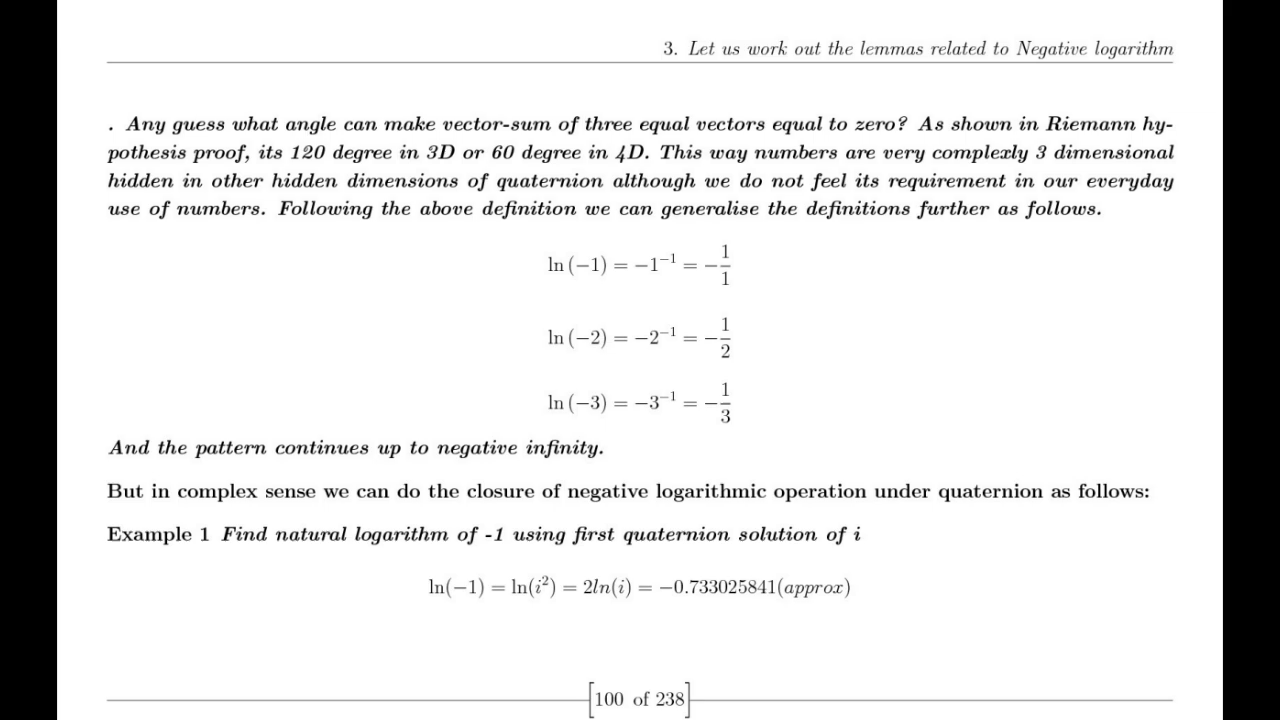 3. Let us work out the lemmas related to Negative logarithm
. Any guess what angle can make vector-sum of three equal vectors equal to zero? As shown in Riemann hy-
pothesis proof, its 120 degree in 3D or 60 degree in 4D. This way numbers are very complexly 3 dimensional
hidden in other hidden dimensions of quaternion although we do not feel its requirement in our everyday
use of numbers. Following the above definition we can generalise the definitions further as follows.
ln (−1) = −1⁻¹ = −1/1
ln (−2) = −2⁻¹ = −1/2
ln (−3) = −3⁻¹ = −1/3
And the pattern continues up to negative infinity.
But in complex sense we can do the closure of negative logarithmic operation under quaternion as follows:
Example 1 Find natural logarithm of -1 using first quaternion solution of i
ln(−1) = ln(i²) = 2ln(i) = −0.733025841(approx)
[100 of 238]